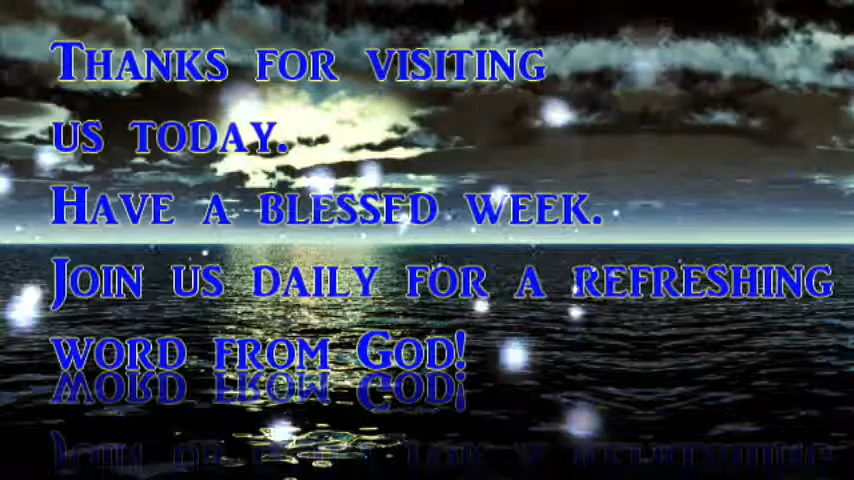 Thanks for visiting
us today.
Have a blessed week.
Join us daily for a refreshing
word from God!